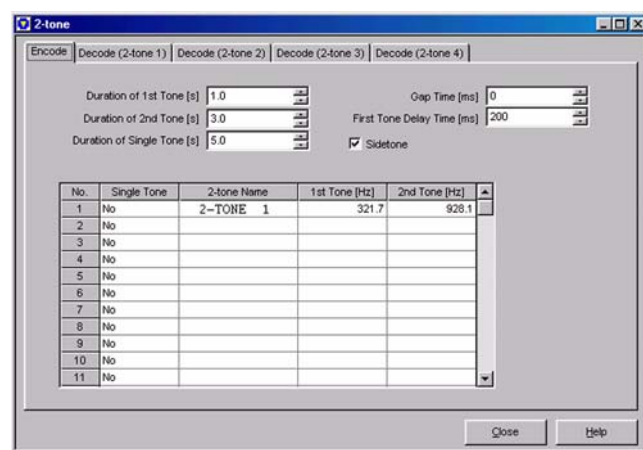 2-tone
Encode Decode (2-tone 1) Decode (2-tone 2) Decode (2-tone 3) Decode (2-tone 4)
Duration of 1st Tone [s] 1.0 Gap Time [ms] 0
Duration of 2nd Tone [s] 3.0 First Tone Delay Time [ms] 200
Duration of Single Tone [s] 5.0 Sidetone
No. Single Tone 2-tone Name 1st Tone [Hz] 2nd Tone [Hz]
1 No 2-TONE 1 321.7 928.1
2 No
3 No
4 No
5 No
6 No
7 No
8 No
9 No
10 No
11 No
Close Help